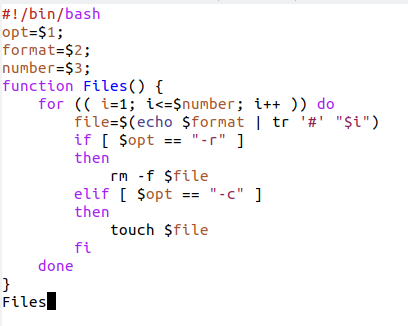 #!/bin/bash
opt=$1;
format=$2;
number=$3;
function Files() {
    for (( i=1; i<=$number; i++ )) do
        file=$(echo $format | tr '#' "$i")
        if [ $opt == "-r" ]
        then
            rm -f $file
        elif [ $opt == "-c" ]
        then
            touch $file
        fi
    done
}
Files